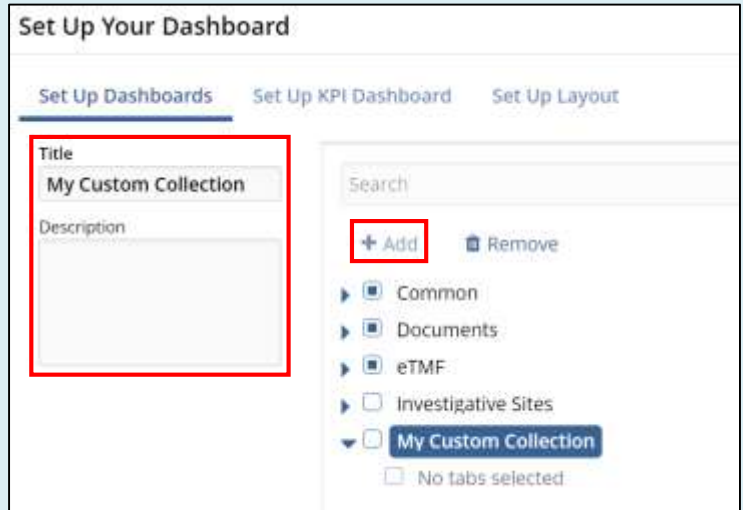 Set Up Your Dashboard
Set Up Dashboards Set Up KPI Dashboard Set Up Layout
Title
My Custom Collection
Description
Search
+ Add Remove
Common
Documents
eTMF
Investigative Sites
My Custom Collection
No tabs selected